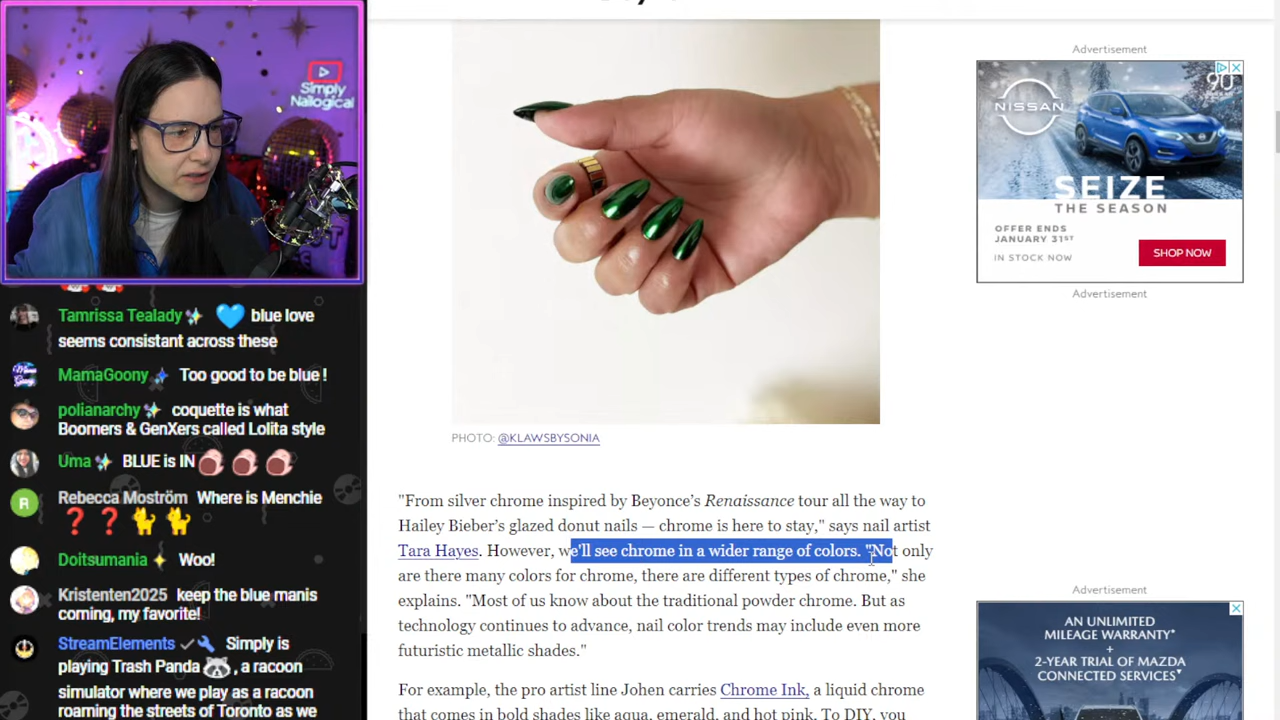 Simply
Nailogical
Tamrissa Tealady blue love
seems consistant across these
MamaGoony Too good to be blue !
polianarchy coquette is what
Boomers & GenXers called Lolita style
Uma BLUE is IN
R
Rebecca Moström Where is Menchie
Doitsumania Woo!
Kristenten2025 keep the blue manis
coming, my favorite!
StreamElements Simply is
playing Trash Panda , a racoon
simulator where we play as a racoon
roaming the streets of Toronto as we
PHOTO: @KLAWSBYSONIA
"From silver chrome inspired by Beyonce's Renaissance tour all the way to
Hailey Bieber's glazed donut nails — chrome is here to stay," says nail artist
Tara Hayes. However, we'll see chrome in a wider range of colors. "Not only
are there many colors for chrome, there are different types of chrome," she
explains. "Most of us know about the traditional powder chrome. But as
technology continues to advance, nail color trends may include even more
futuristic metallic shades."
For example, the pro artist line Johen carries Chrome Ink, a liquid chrome
that comes in bold shades like aqua, emerald, and hot pink. To DIY, you
Advertisement
NISSAN
90
SEIZE
THE SEASON
OFFER ENDS
JANUARY 31ST
IN STOCK NOW
SHOP NOW
Advertisement
Advertisement
AN UNLIMITED
MILEAGE WARRANTY*
+
2-YEAR TRIAL OF MAZDA
CONNECTED SERVICES▼